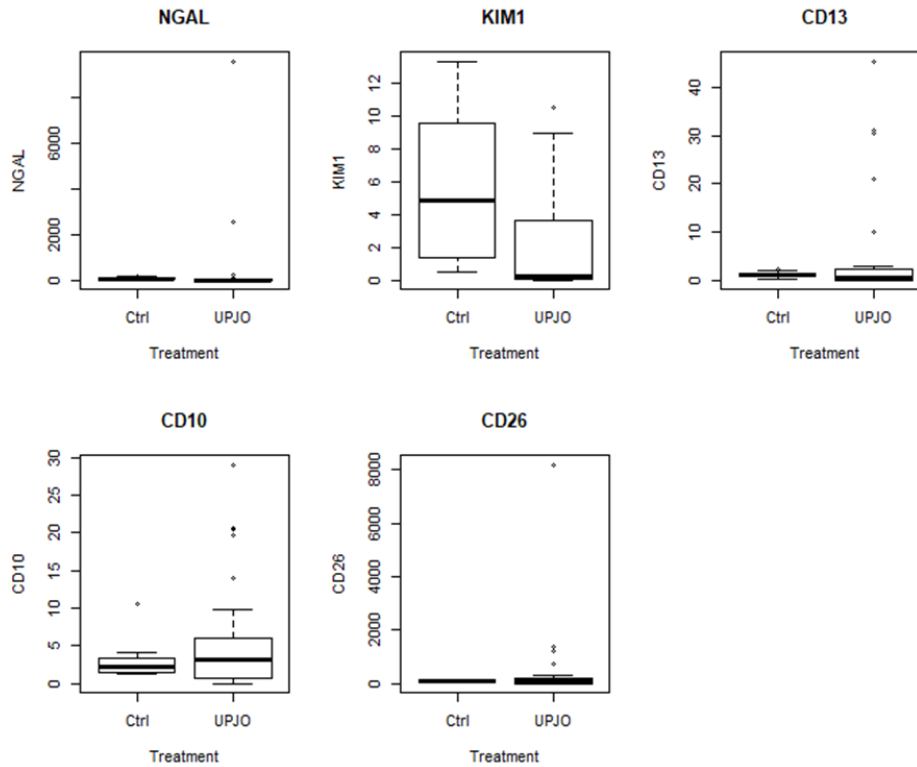 NGAL
NGAL
6000
2000
0
Ctrl
UPJO
Treatment
KIM1
KIM1
12
10
8
6
4
2
0
Ctrl
UPJO
Treatment
CD13
CD13
40
30
20
10
0
Ctrl
UPJO
Treatment
CD10
CD10
30
25
20
15
10
5
0
Ctrl
UPJO
Treatment
CD26
CD26
8000
6000
4000
2000
0
Ctrl
UPJO
Treatment